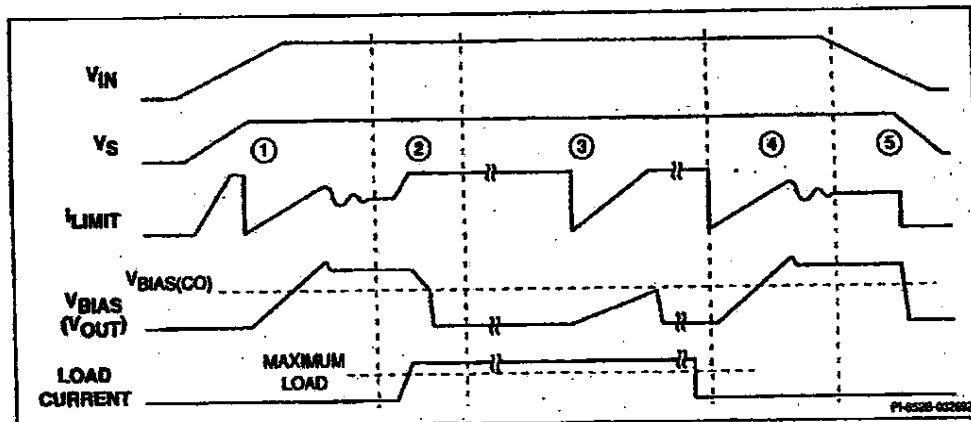 VIN
VS
① ② ③ ④ ⑤
iLIMIT
VBIAS(CO)
VBIAS
(VOUT)
MAXIMUM
LOAD
LOAD
CURRENT